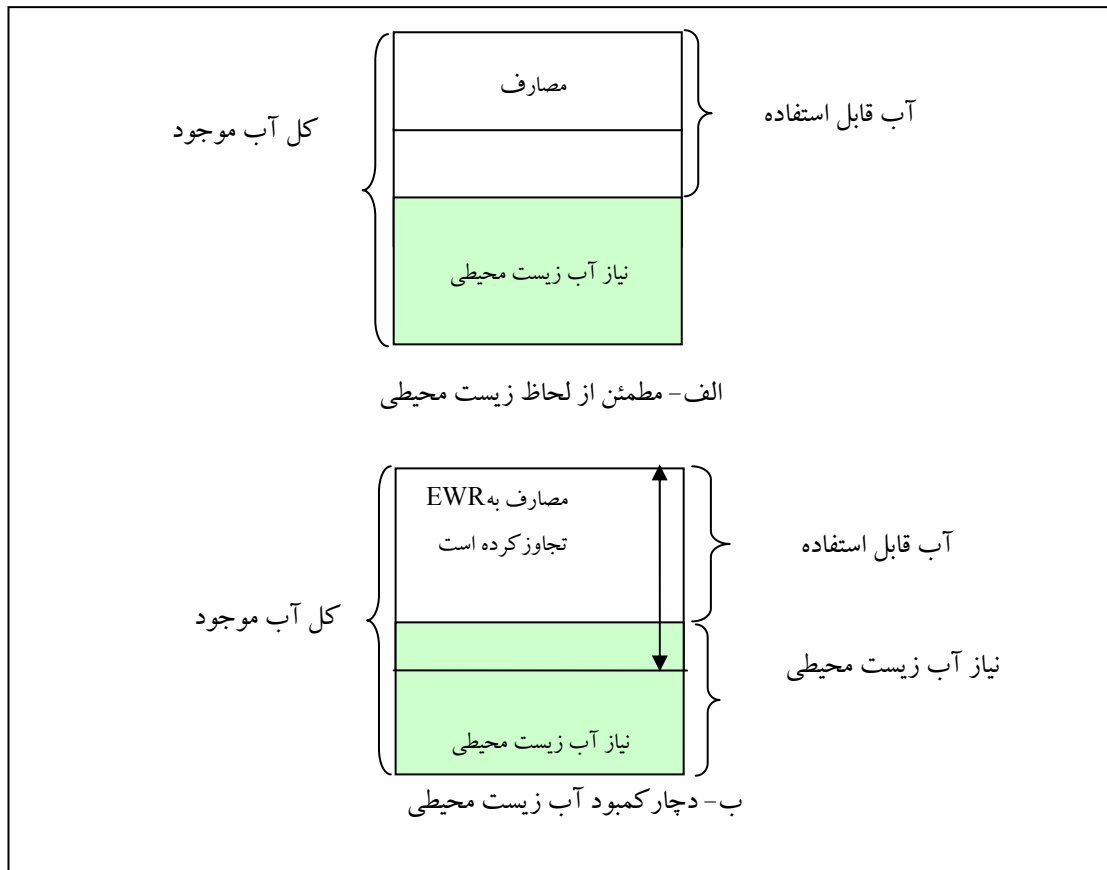 مصارف
آب قابل استفاده
کل آب موجود
نیاز آب زیست محیطی
الف- مطمئن از لحاظ زیست محیطی
مصارف به EWR
تجاوز کرده است
آب قابل استفاده
کل آب موجود
نیاز آب زیست محیطی
نیاز آب زیست محیطی
ب- دچار کمبود آب زیست محیطی